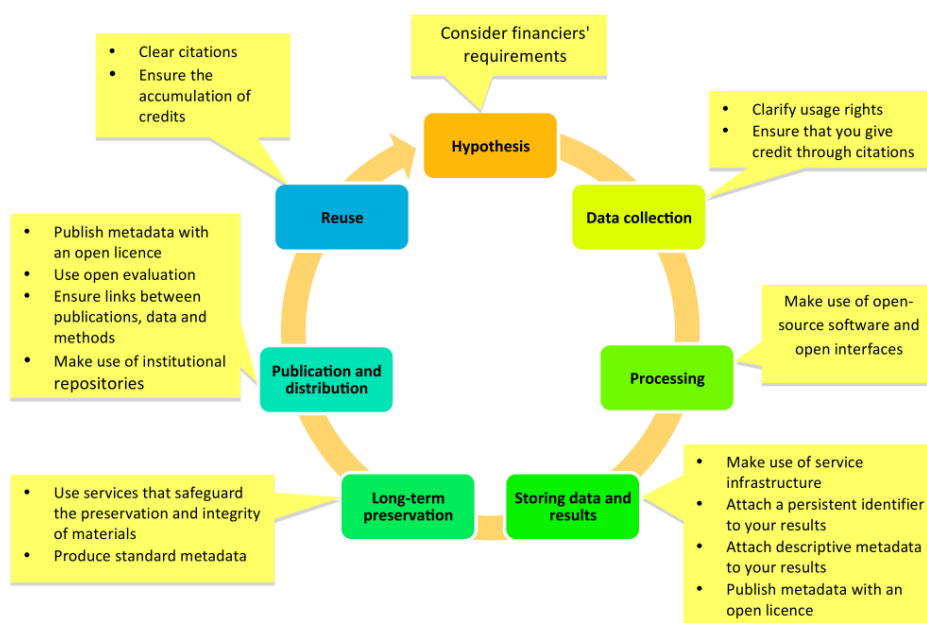 Consider financiers'
requirements
Hypothesis
• Clarify usage rights
• Ensure that you give
credit through citations
Data collection
Make use of open-
source software and
open interfaces
Processing
• Make use of service
infrastructure
• Attach a persistent identifier
to your results
• Attach descriptive metadata
to your results
• Publish metadata with an
open licence
Storing data and
results
• Use services that safeguard
the preservation and integrity
of materials
• Produce standard metadata
Long-term
preservation
• Publish metadata with
an open licence
• Use open evaluation
• Ensure links between
publications, data and
methods
• Make use of institutional
repositories
Publication and
distribution
• Clear citations
• Ensure the
accumulation of
credits
Reuse